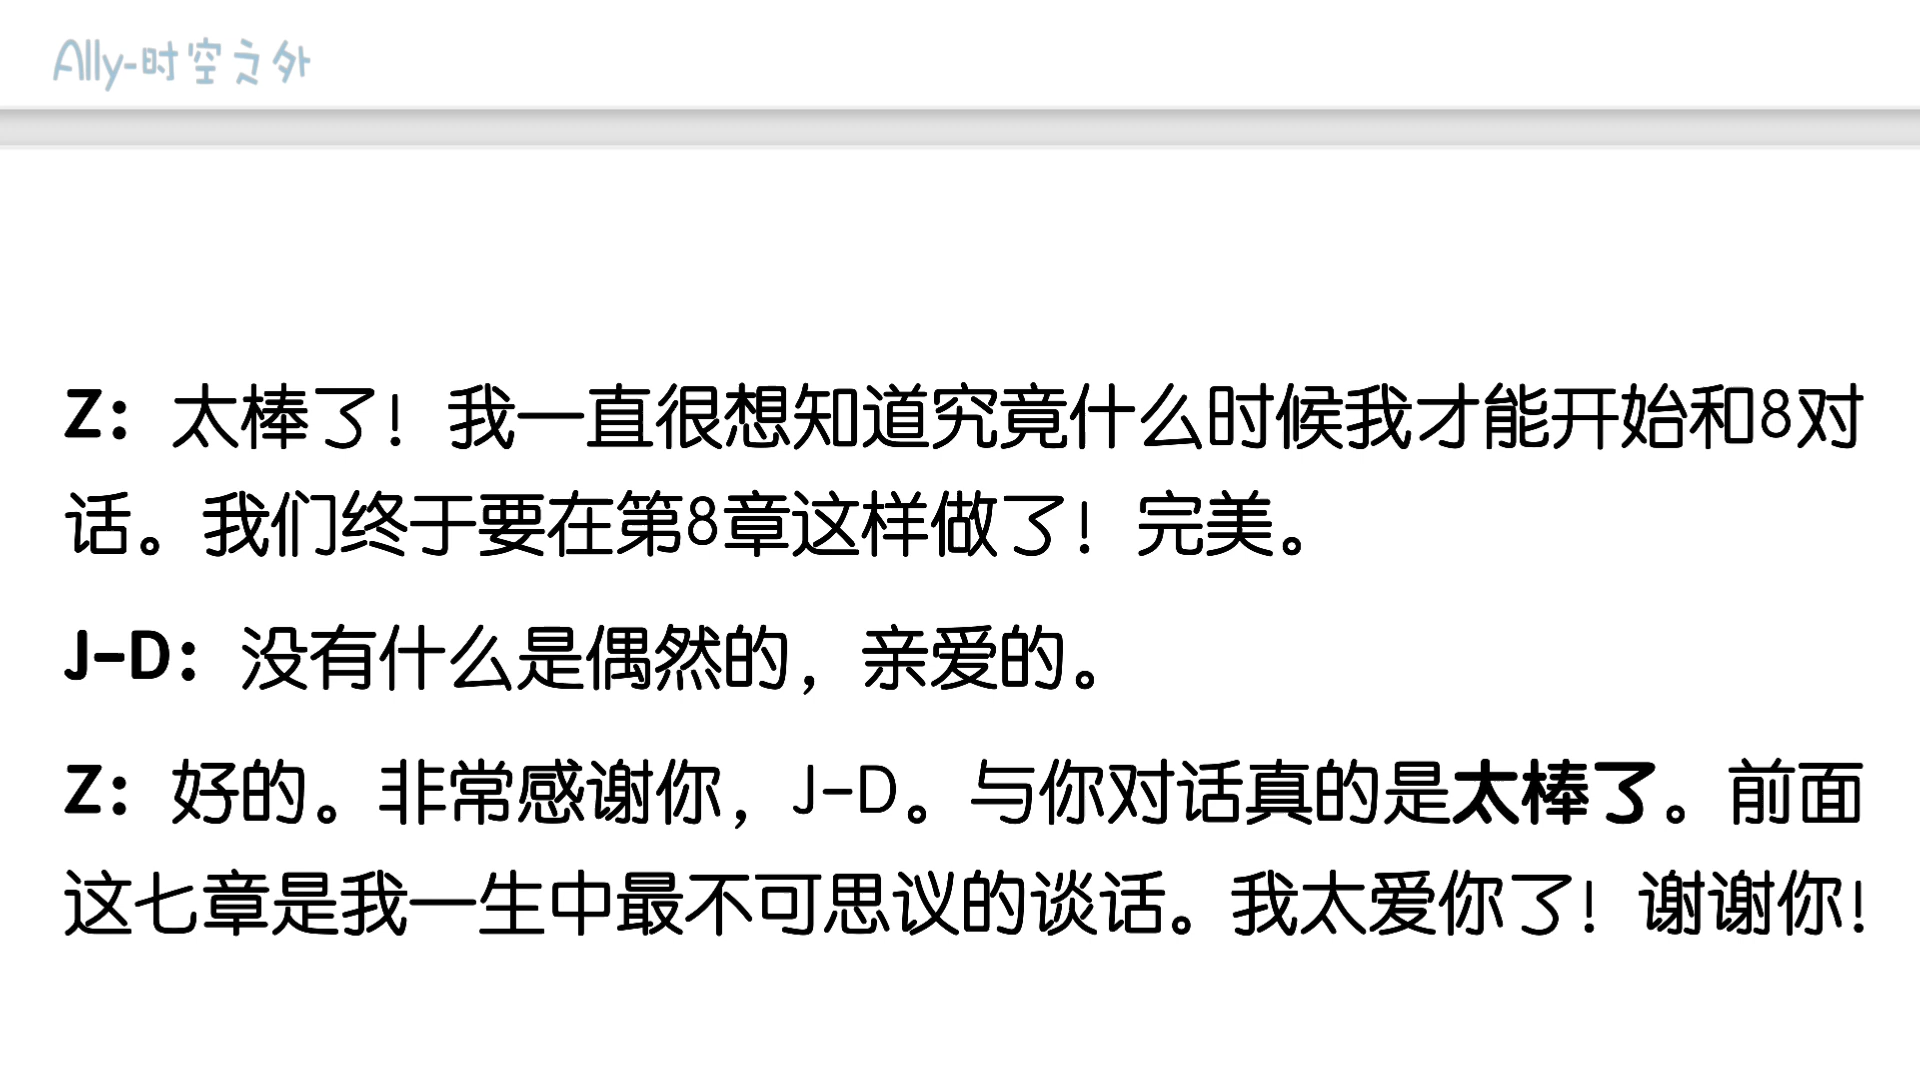 Ally-时空之外
Z：太棒了！我一直很想知道究竟什么时候我才能开始和8对
话。我们终于要在第8章这样做了！完美。
J-D：没有什么是偶然的，亲爱的。
Z：好的。非常感谢你，J-D。与你对话真的是太棒了。前面
这七章是我一生中最不可思议的谈话。我太爱你了！谢谢你！